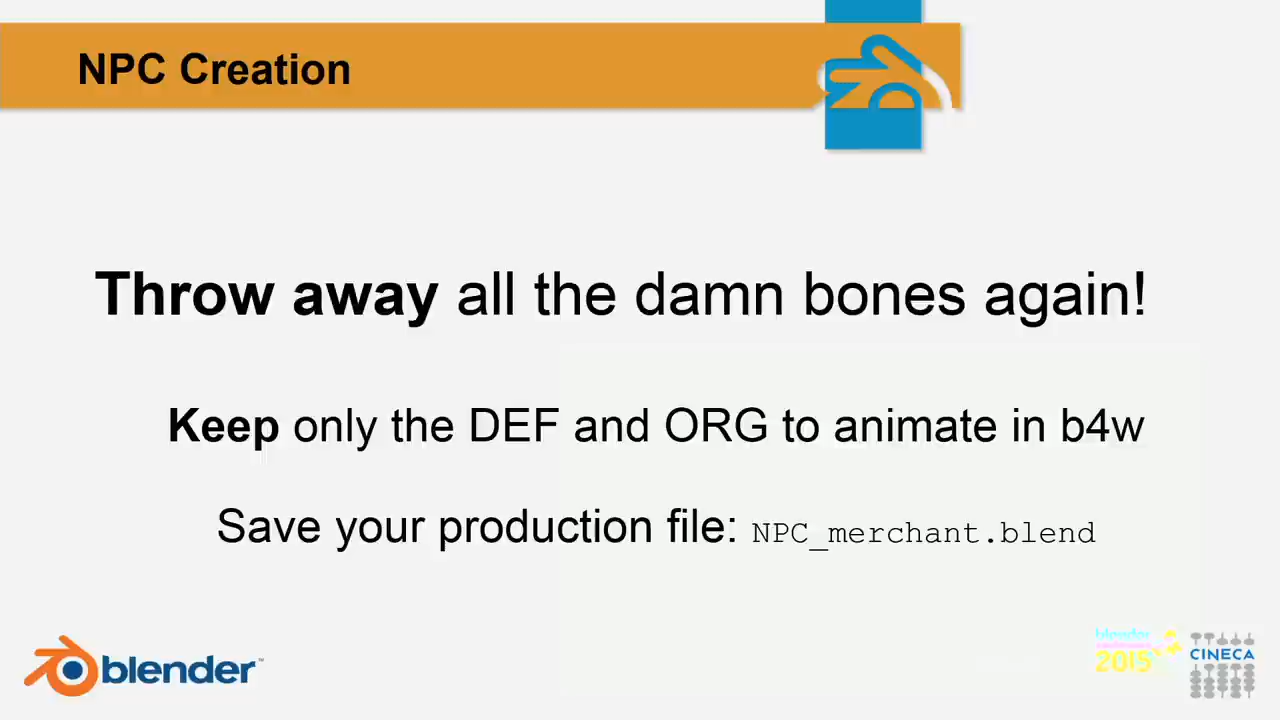 NPC Creation
Throw away all the damn bones again!
Keep only the DEF and ORG to animate in b4w
Save your production file: NPC_merchant.blend
blender™
blender
2015
CINECA